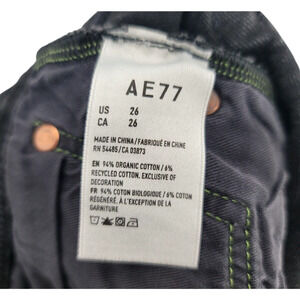 AE77
US 26
CA 26
MADE IN CHINA/FABRIQUÉ EN CHINE
RN 54485/CA 03873
EN: 94% ORGANIC COTTON / 6%
RECYCLED COTTON, EXCLUSIVE OF
DECORATION
FR: 94% COTON BIOLOGIQUE / 6% COTON
RÉGÉNÉRÉ, À L'EXCEPTION DE LA
GARNITURE